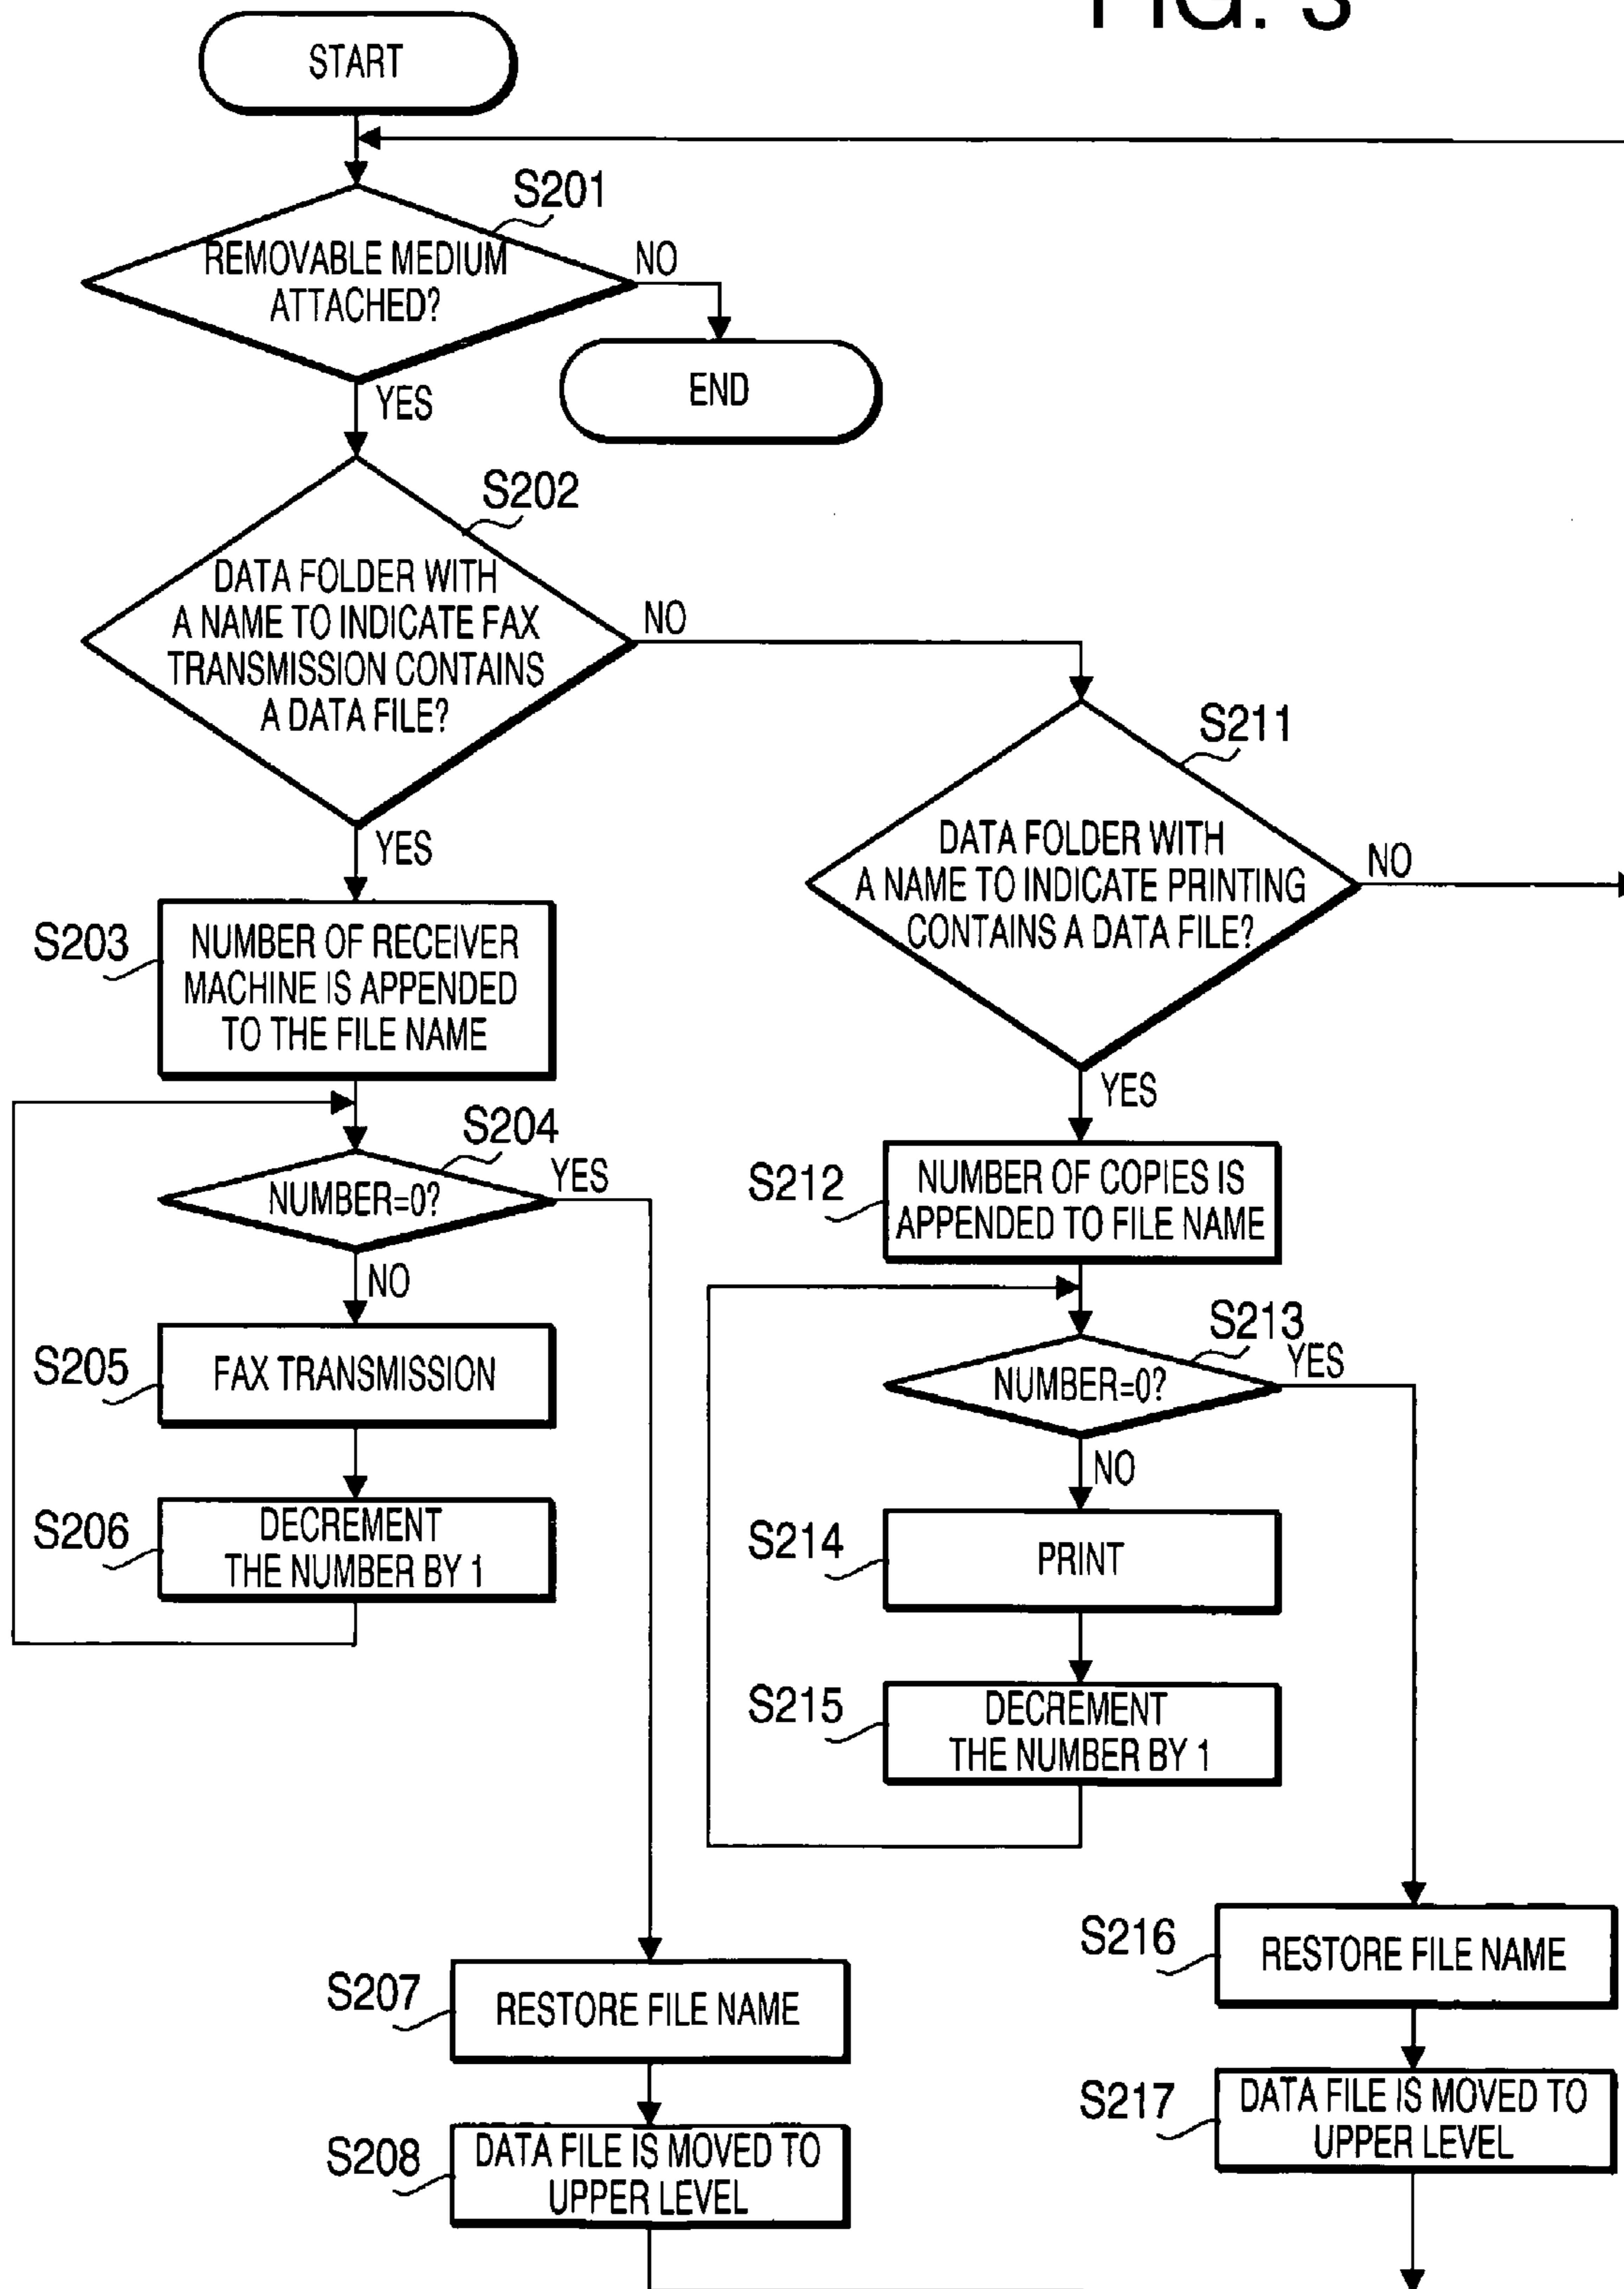 FIG. 3
START
S201
REMOVABLE MEDIUM
ATTACHED?
NO
END
YES
S202
DATA FOLDER WITH
A NAME TO INDICATE FAX
TRANSMISSION CONTAINS
A DATA FILE?
NO
YES
S211
DATA FOLDER WITH
A NAME TO INDICATE PRINTING
CONTAINS A DATA FILE?
NO
YES
S203
NUMBER OF RECEIVER
MACHINE IS APPENDED
TO THE FILE NAME
S204
NUMBER=0?
YES
NO
S205
FAX TRANSMISSION
S206
DECREMENT
THE NUMBER BY 1
S212
NUMBER OF COPIES IS
APPENDED TO FILE NAME
S213
NUMBER=0?
YES
NO
S214
PRINT
S215
DECREMENT
THE NUMBER BY 1
S207
RESTORE FILE NAME
S208
DATA FILE IS MOVED TO
UPPER LEVEL
S216
RESTORE FILE NAME
S217
DATA FILE IS MOVED TO
UPPER LEVEL